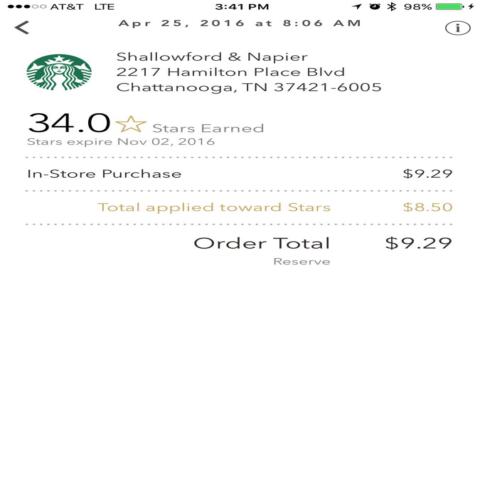 AT&T LTE 3:41 PM 98%
Apr 25, 2016 at 8:06 AM
Shallowford & Napier
2217 Hamilton Place Blvd
Chattanooga, TN 37421-6005
34.0 Stars Earned
Stars expire Nov 02, 2016
In-Store Purchase $9.29
Total applied toward Stars $8.50
Order Total $9.29
Reserve